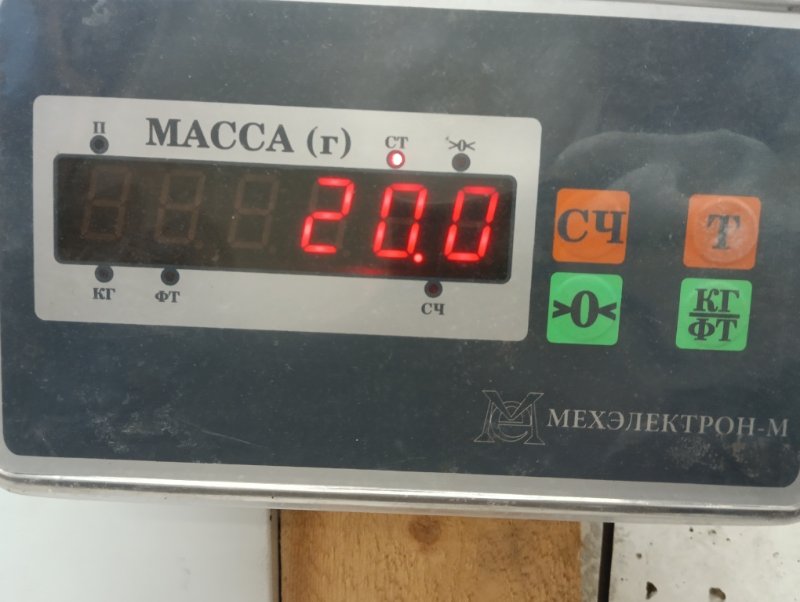 П МАССА (г) СТ >0<
20.0
КГ ФТ СЧ
СЧ Т
>0< КГ/ФТ
МЕХЭЛЕКТРОН-М